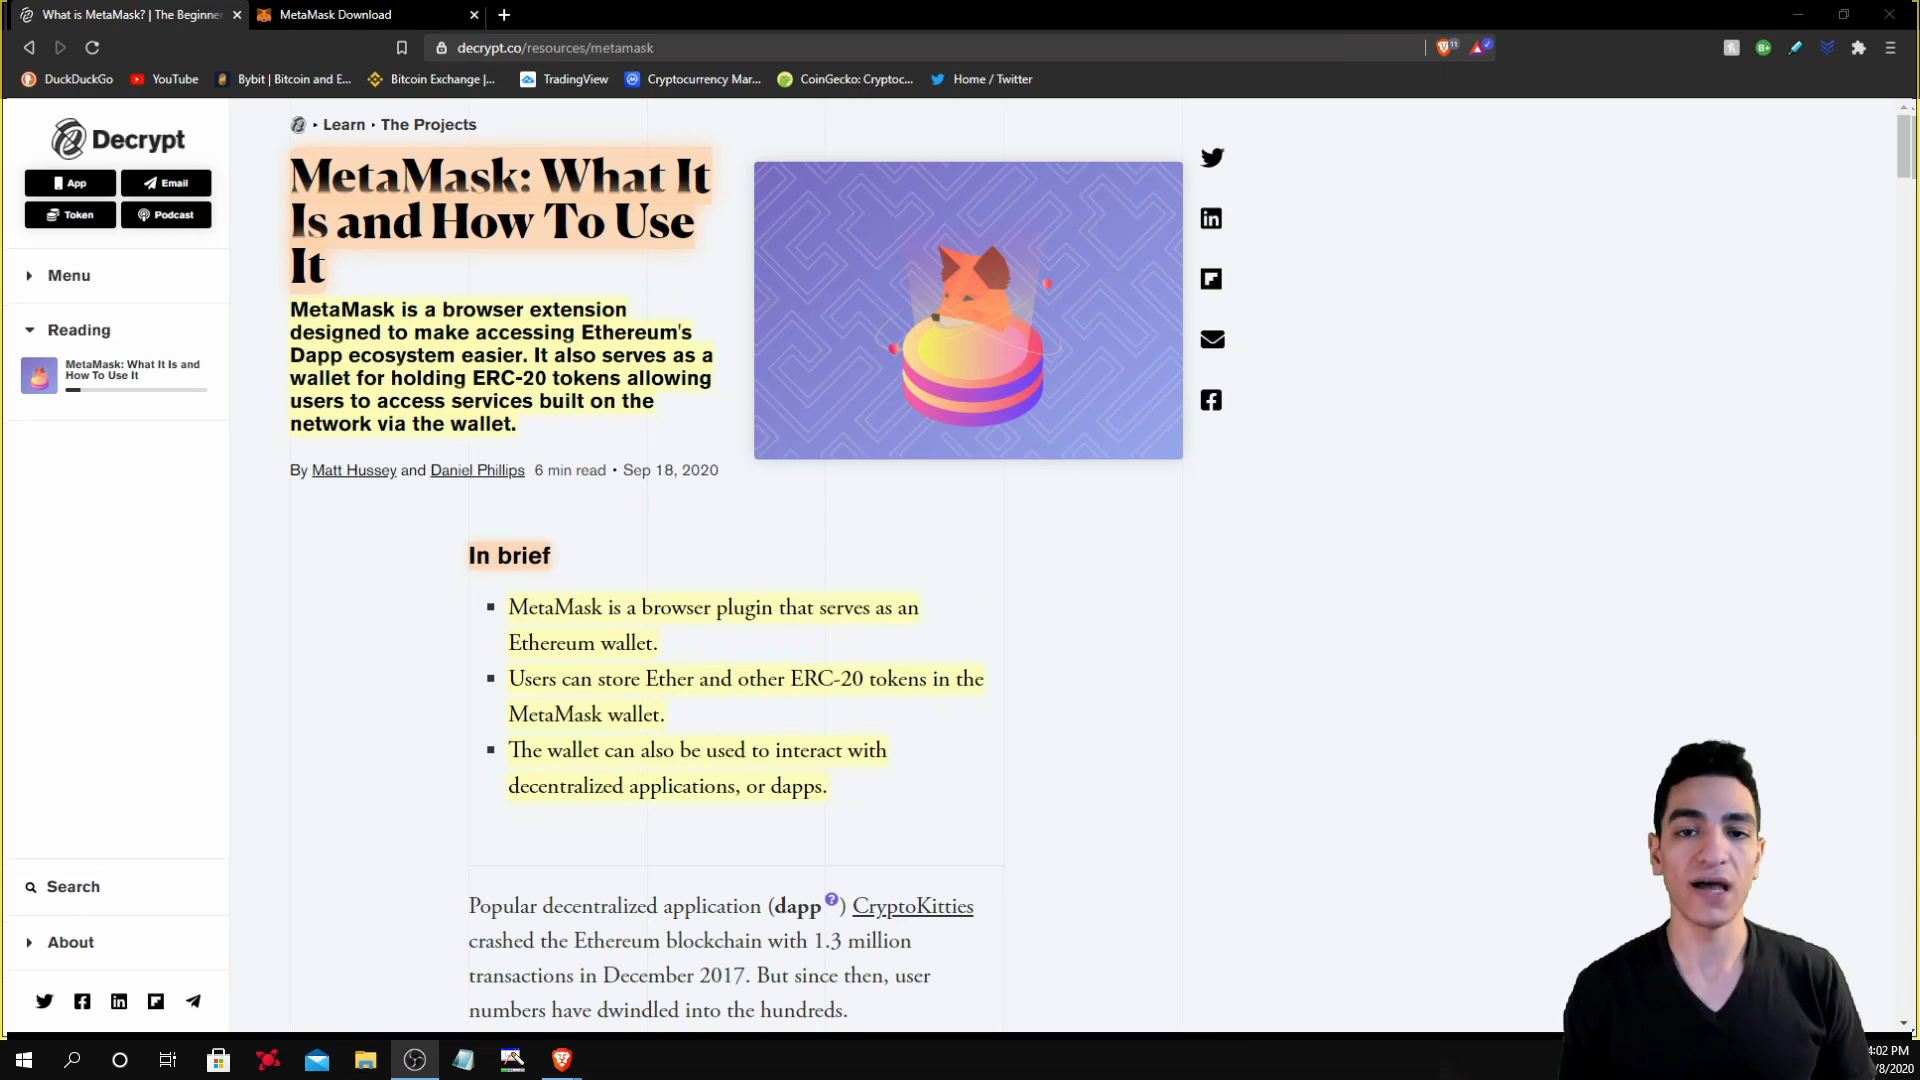 What is MetaMask? | The Beginne
MetaMask Download
decrypt.co/resources/metamask
11
DuckDuckGo
YouTube
Bybit | Bitcoin and E...
Bitcoin Exchange |...
TradingView
Cryptocurrency Mar...
CoinGecko: Cryptoc...
Home / Twitter
Decrypt
App
Email
Token
Podcast
Menu
Reading
MetaMask: What It Is and
How To Use It
Search
About
Learn • The Projects
MetaMask: What It
Is and How To Use
It
MetaMask is a browser extension
designed to make accessing Ethereum's
Dapp ecosystem easier. It also serves as a
wallet for holding ERC-20 tokens allowing
users to access services built on the
network via the wallet.
By Matt Hussey and Daniel Phillips 6 min read • Sep 18, 2020
In brief
MetaMask is a browser plugin that serves as an
Ethereum wallet.
Users can store Ether and other ERC-20 tokens in the
MetaMask wallet.
The wallet can also be used to interact with
decentralized applications, or dapps.
Popular decentralized application (dapp ?) CryptoKitties
crashed the Ethereum blockchain with 1.3 million
transactions in December 2017. But since then, user
numbers have dwindled into the hundreds.
4:02 PM
/8/2020